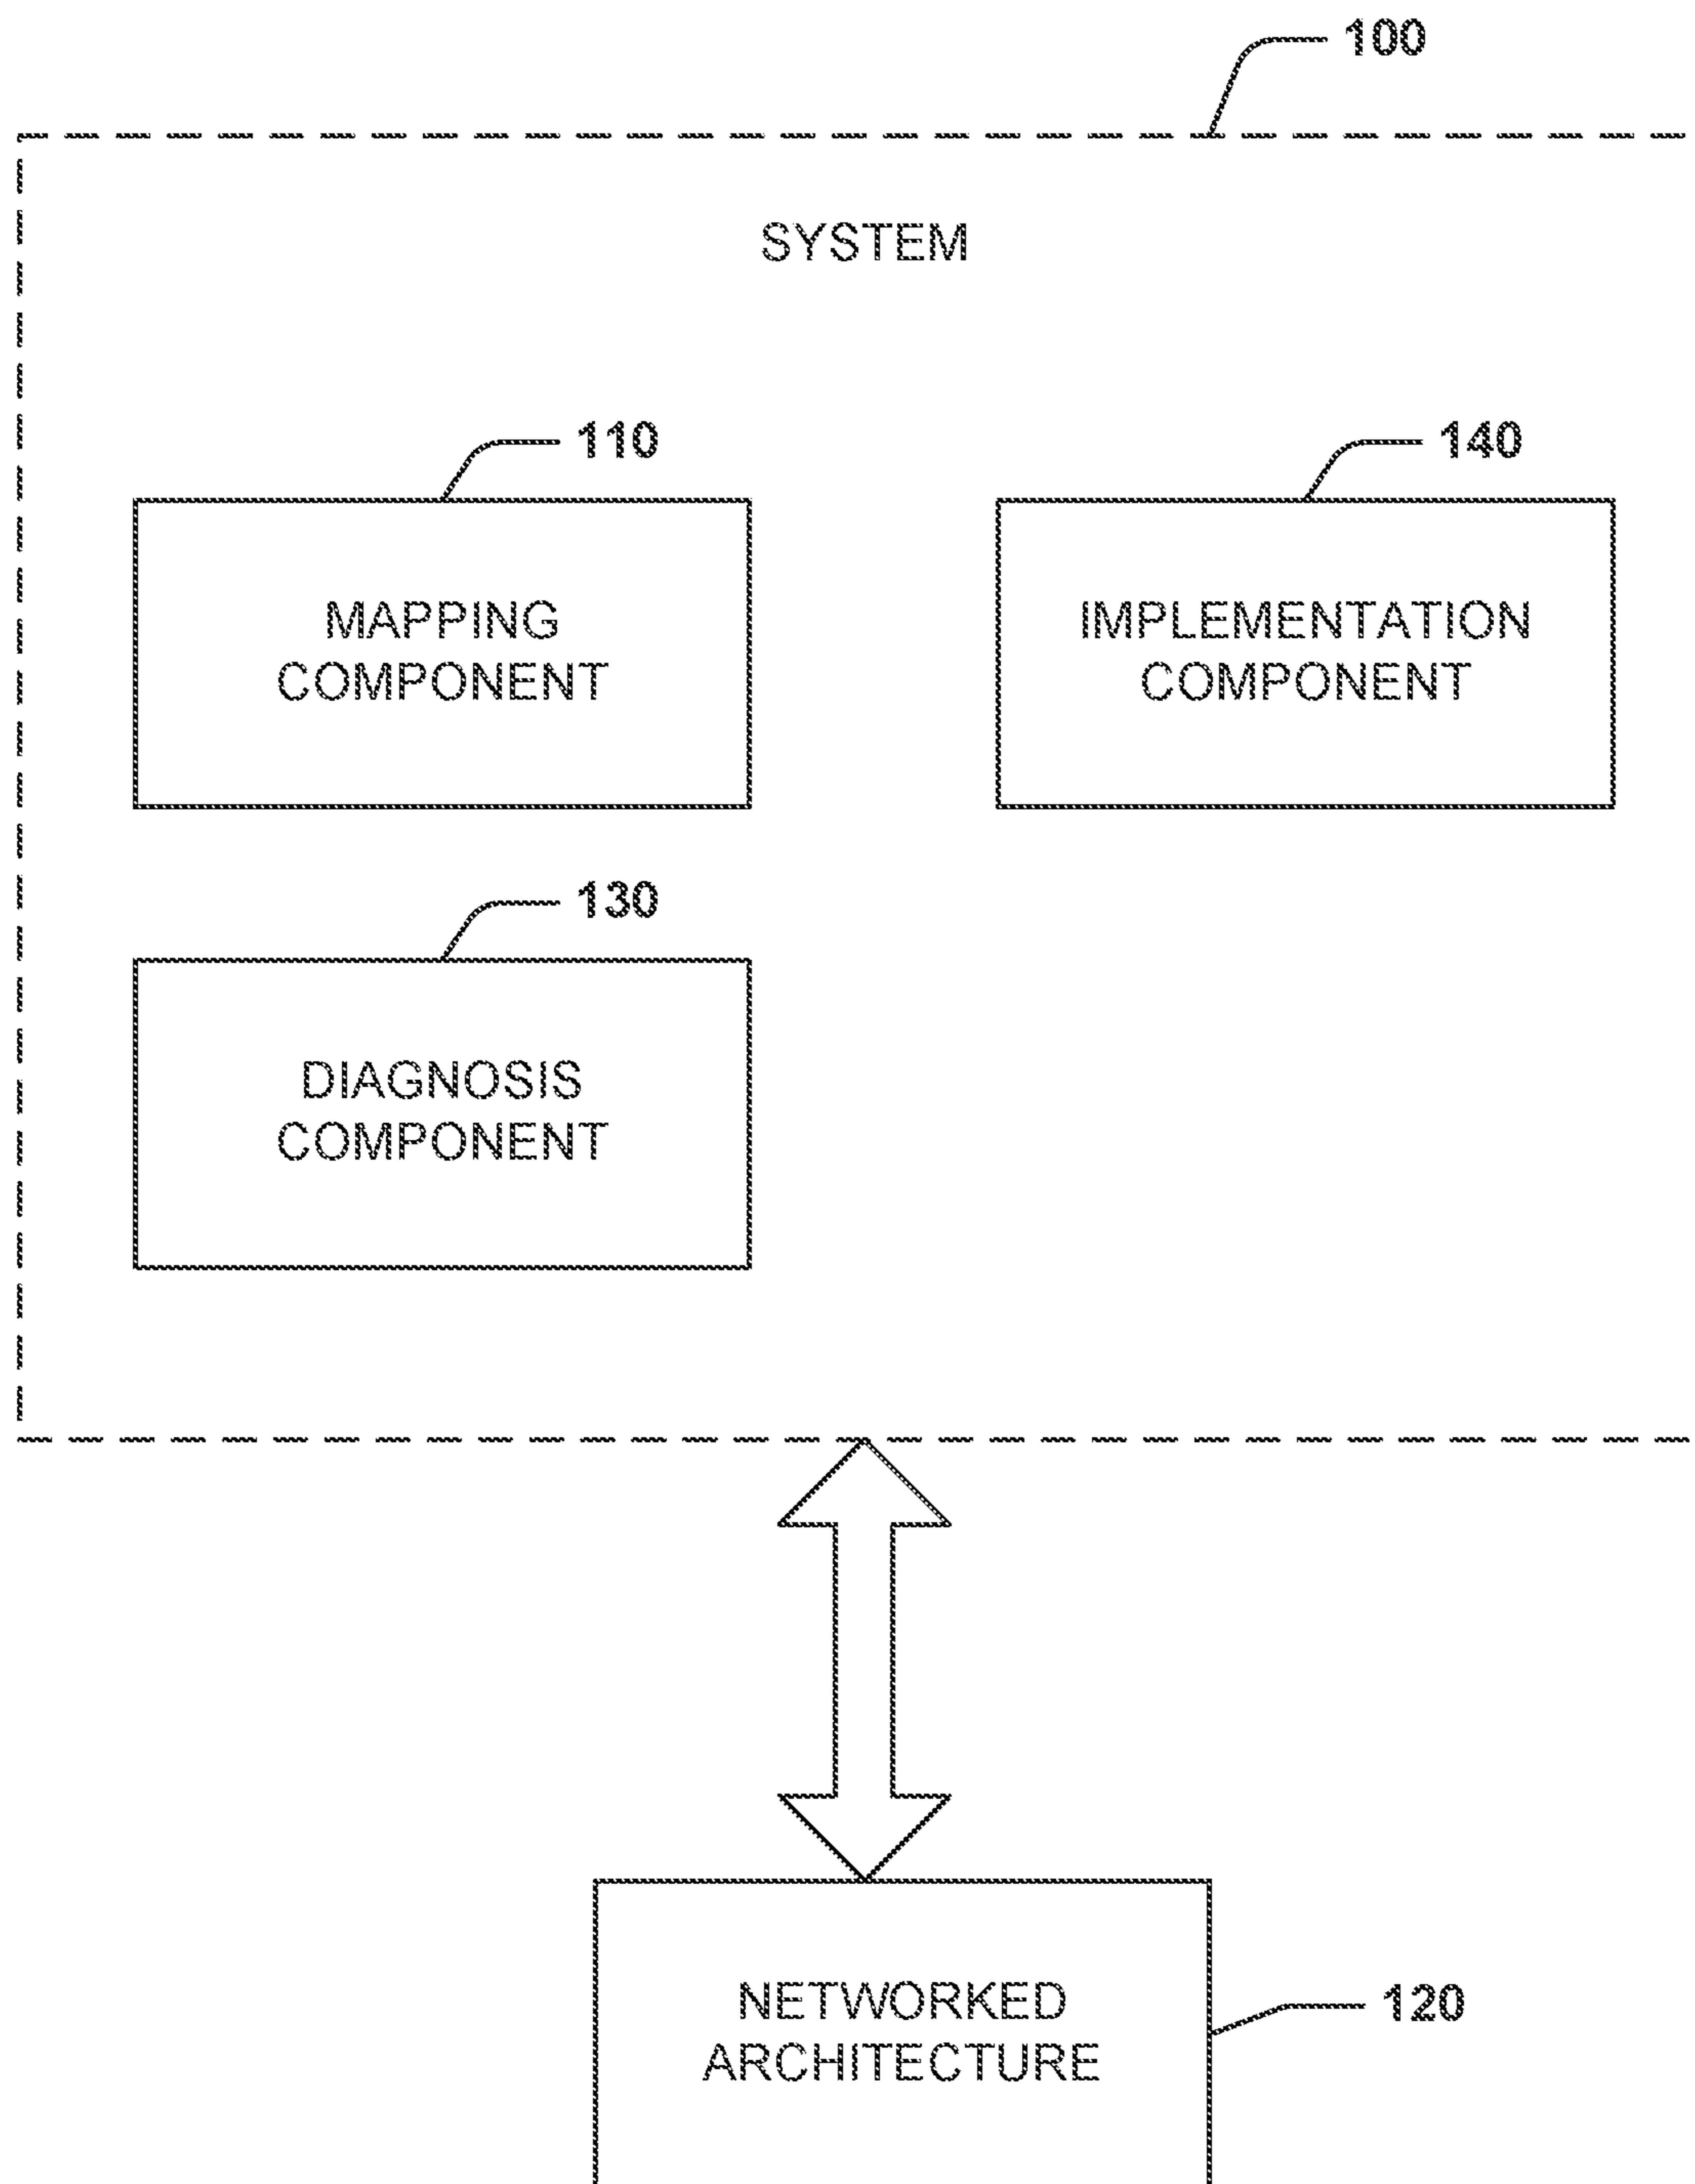 100
SYSTEM
110
140
MAPPING
COMPONENT
IMPLEMENTATION
COMPONENT
130
DIAGNOSIS
COMPONENT
NETWORKED
ARCHITECTURE
120